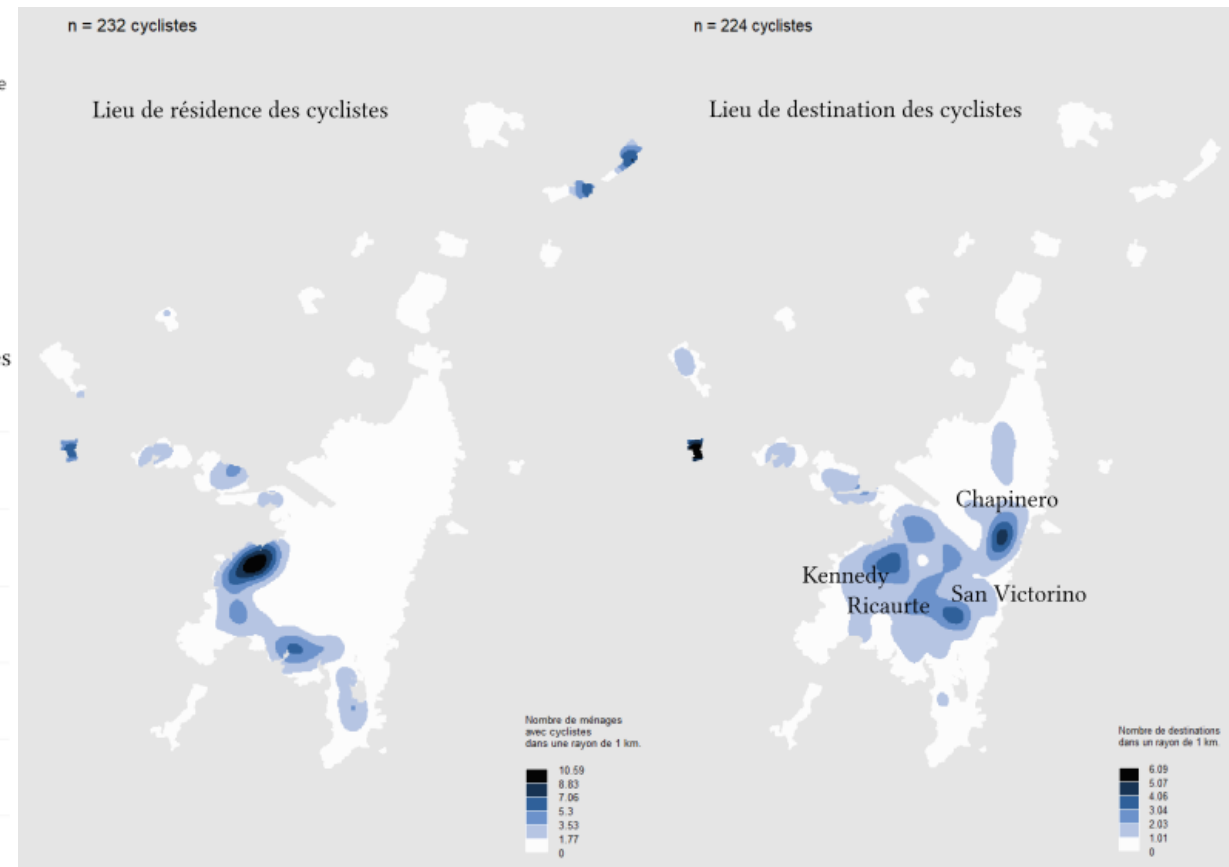 n = 232 cyclistes
n = 224 cyclistes
e
Lieu de résidence des cyclistes
Lieu de destination des cyclistes
es
Chapinero
Kennedy
San Victorino
Ricaurte
Nombre de ménages
avec cyclistes
dans une rayon de 1 km.
10.59
8.83
7.06
5.3
3.53
1.77
0
Nombre de destinations
dans un rayon de 1 km.
6.09
5.07
4.06
3.04
2.03
1.01
0